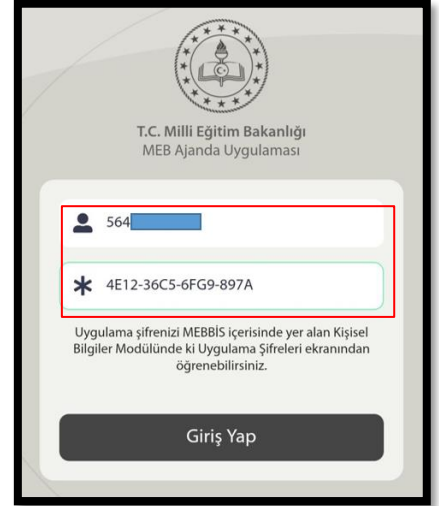 T.C. Milli Eğitim Bakanlığı
MEB Ajanda Uygulaması
564
4E12-36C5-6FG9-897A
Uygulama şifrenizi MEBBİS içerisinde yer alan Kişisel
Bilgiler Modülünde ki Uygulama Şifreleri ekranından
öğrenebilirsiniz.
Giriş Yap